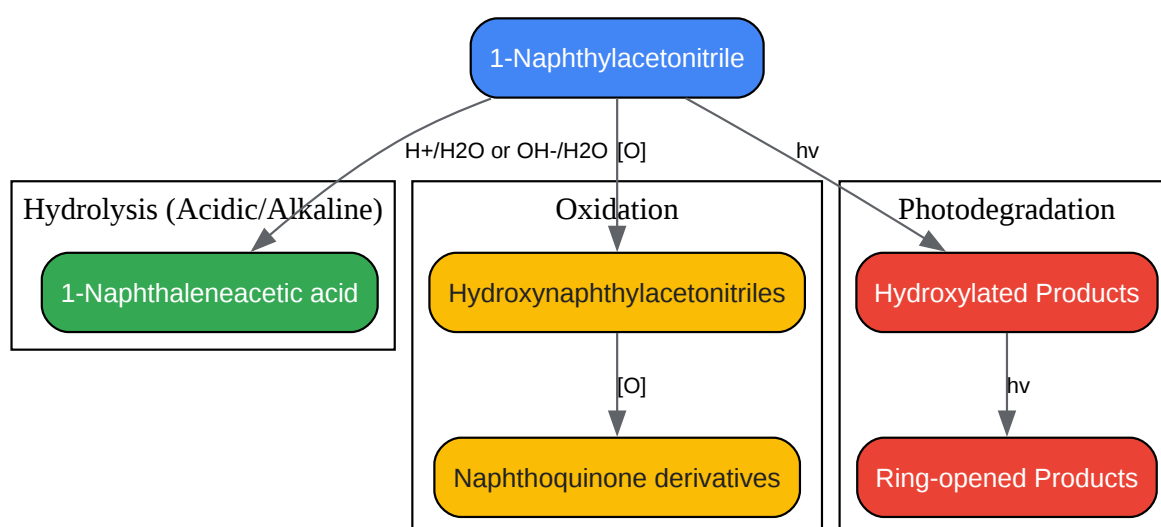 1-Naphthylacetonitrile
H+/H2O or OH-/H2O
[O]
hv
Hydrolysis (Acidic/Alkaline)
Oxidation
Photodegradation
1-Naphthaleneacetic acid
Hydroxynaphthylacetonitriles
Hydroxylated Products
[O]
hv
Naphthoquinone derivatives
Ring-opened Products